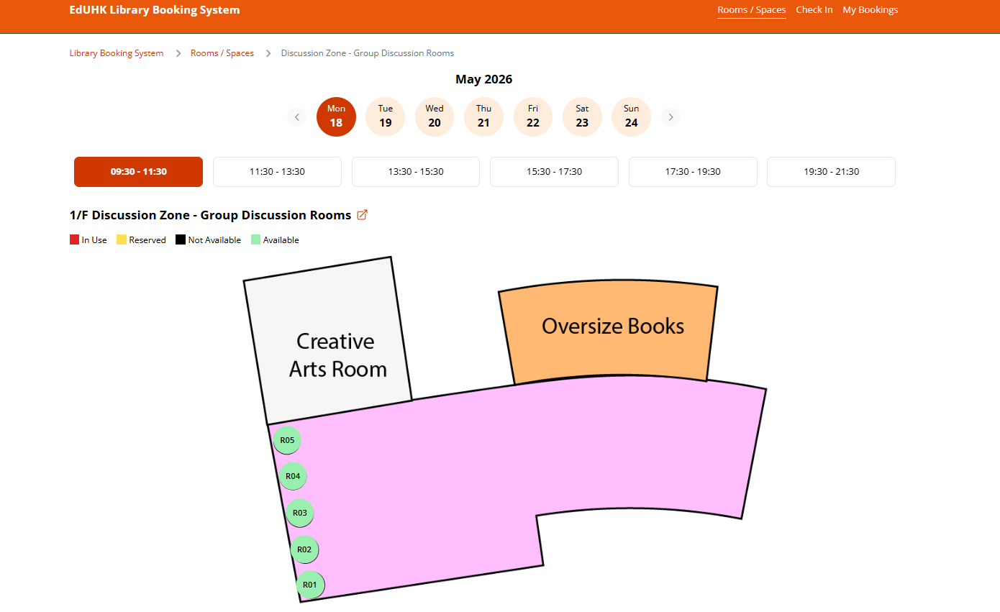 EdUHK Library Booking System
Rooms / Spaces Check In My Bookings
Library Booking System Rooms / Spaces Discussion Zone - Group Discussion Rooms
May 2026
Mon Tue Wed Thu Fri Sat Sun
18 19 20 21 22 23 24
09:30 - 11:30 11:30 - 13:30 13:30 - 15:30 15:30 - 17:30 17:30 - 19:30 19:30 - 21:30
1/F Discussion Zone - Group Discussion Rooms
In Use Reserved Not Available Available
Creative
Arts Room
Oversize Books
R05
R04
R03
R02
R01